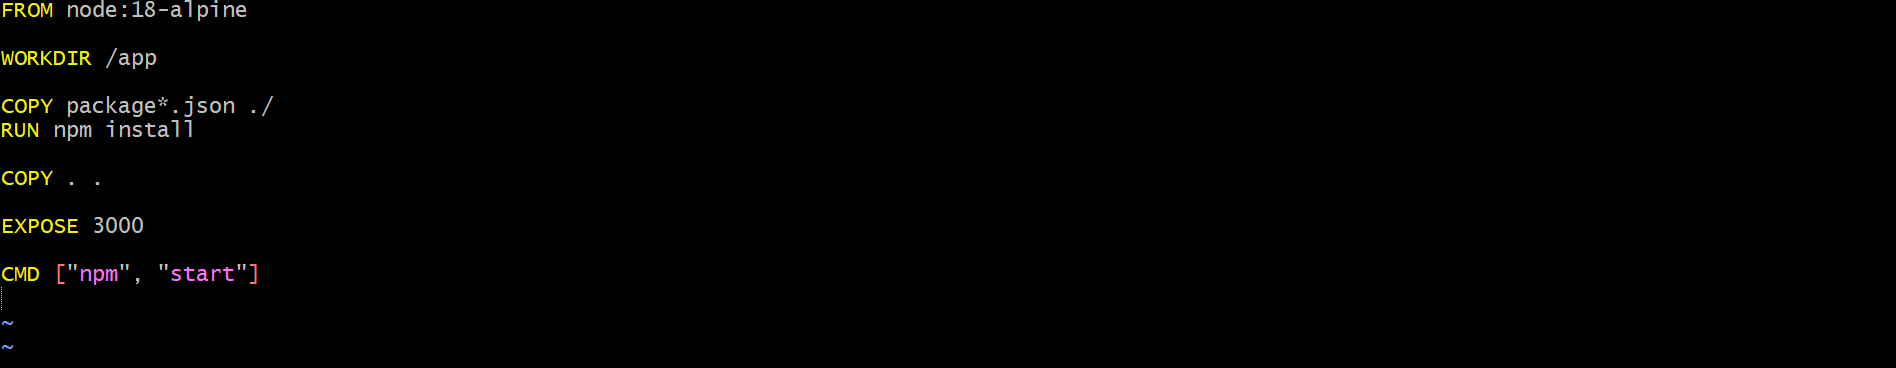 FROM node:18-alpine
WORKDIR /app
COPY package*.json ./
RUN npm install
COPY . .
EXPOSE 3000
CMD ["npm", "start"]
~
~